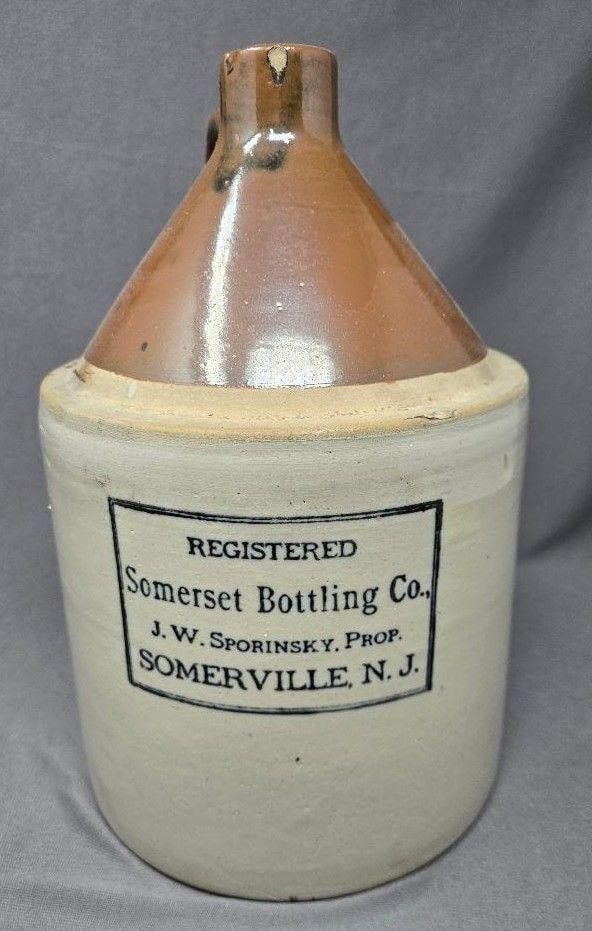 REGISTERED
Somerset Bottling Co.,
J. W. SPORINSKY, PROP.
SOMERVILLE, N. J.